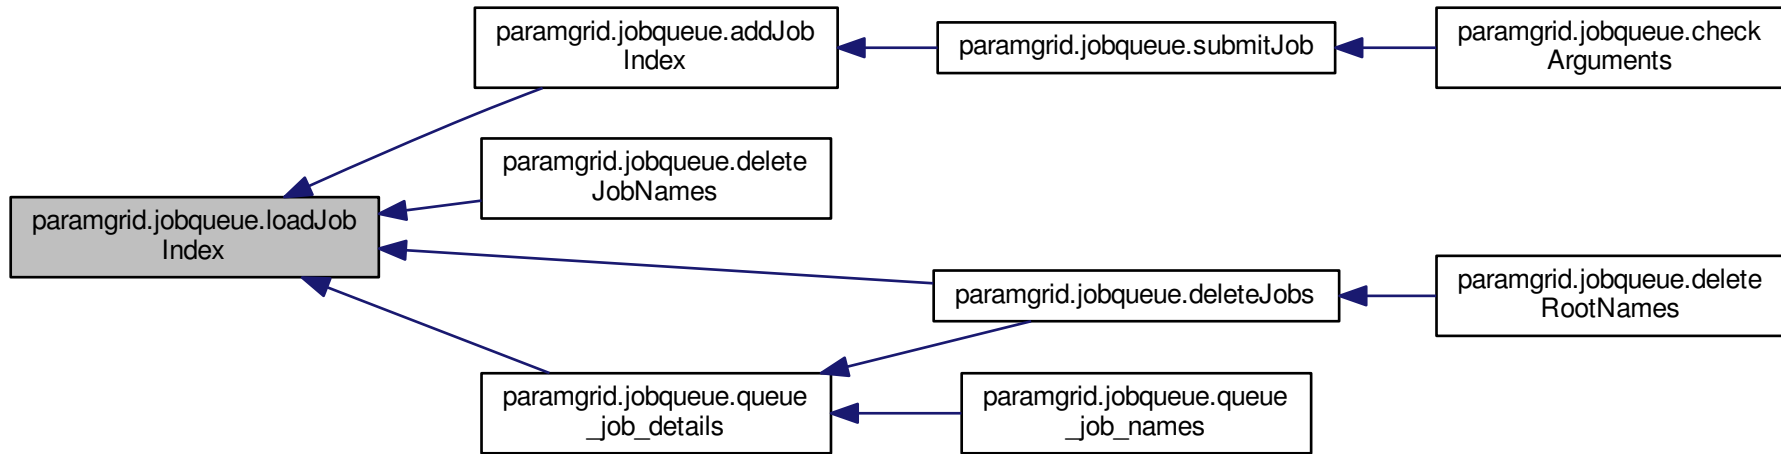 paramgrid.jobqueue.addJob
Index
paramgrid.jobqueue.submitJob
paramgrid.jobqueue.check
Arguments
paramgrid.jobqueue.delete
JobNames
paramgrid.jobqueue.loadJob
Index
paramgrid.jobqueue.deleteJobs
paramgrid.jobqueue.delete
RootNames
paramgrid.jobqueue.queue
_job_details
paramgrid.jobqueue.queue
_job_names